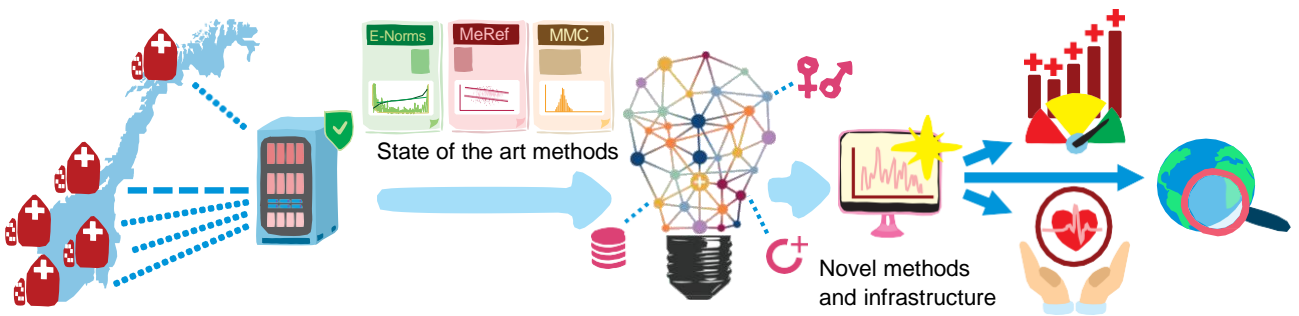 E-Norms
MeRef
MMC
State of the art methods
Novel methods
and infrastructure